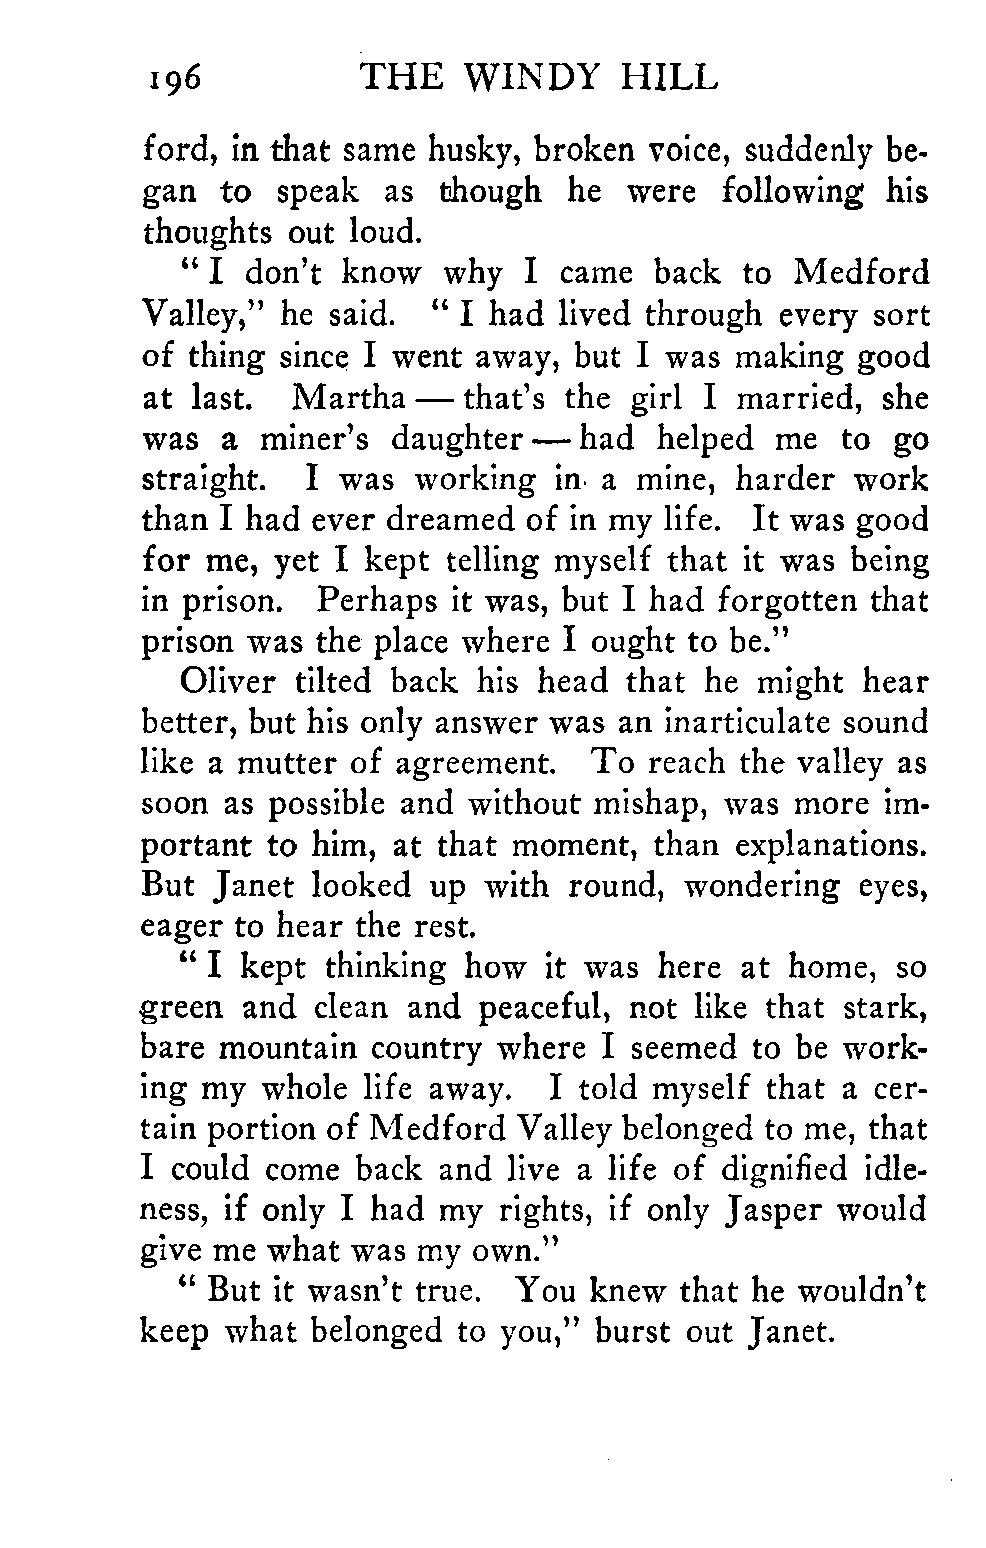 196 THE WINDY HILL
ford, in that same husky, broken voice, suddenly be-
gan to speak as though he were following his
thoughts out loud.
“ I don't know why I came back to Medford
Valley,” he said. “ I had lived through every sort
of thing since I went away, but I was making good
at last. Martha — that's the girl I married, she
was a miner's daughter — had helped me to go
straight. I was working in a mine, harder work
than I had ever dreamed of in my life. It was good
for me, yet I kept telling myself that it was being
in prison. Perhaps it was, but I had forgotten that
prison was the place where I ought to be.”
Oliver tilted back his head that he might hear
better, but his only answer was an inarticulate sound
like a mutter of agreement. To reach the valley as
soon as possible and without mishap, was more im-
portant to him, at that moment, than explanations.
But Janet looked up with round, wondering eyes,
eager to hear the rest.
“ I kept thinking how it was here at home, so
green and clean and peaceful, not like that stark,
bare mountain country where I seemed to be work-
ing my whole life away. I told myself that a cer-
tain portion of Medford Valley belonged to me, that
I could come back and live a life of dignified idle-
ness, if only I had my rights, if only Jasper would
give me what was my own.”
“ But it wasn't true. You knew that he wouldn't
keep what belonged to you,” burst out Janet.